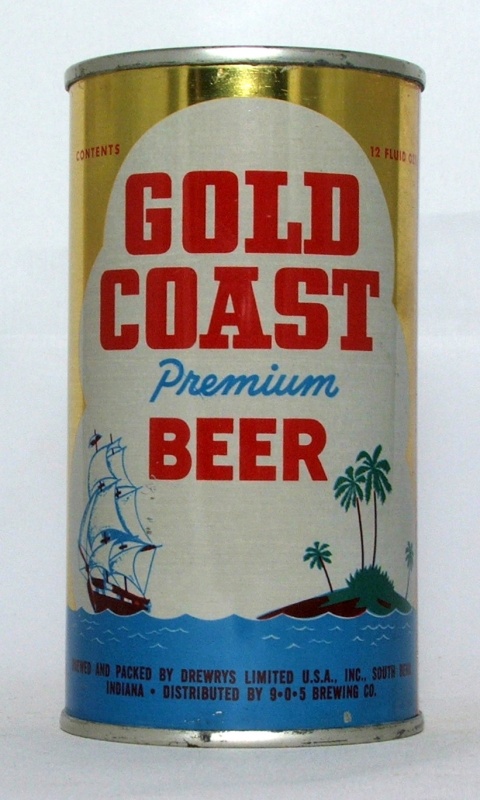 CONTENTS
12 FLUID
GOLD
COAST
Premium
BEER
AND PACKED BY DREWRYS LIMITED U.S.A., INC., SOUTH
INDIANA • DISTRIBUTED BY 9•0•5 BREWING CO.